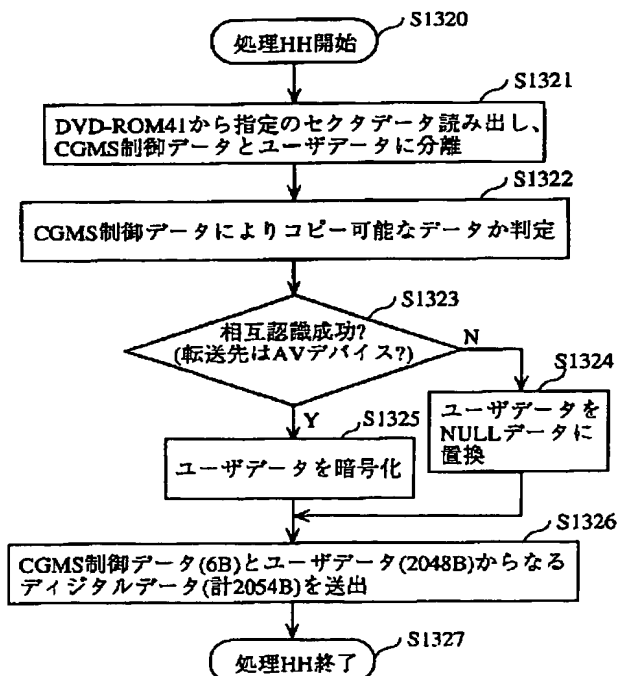 S1320
処理HH開始
S1321
DVD-ROM41から指定のセクタデータ読み出し、
CGMS制御データとユーザデータに分離
S1322
CGMS制御データによりコピー可能なデータか判定
S1323
相互認識成功?
(転送先はAVデバイス?)
N
S1324
ユーザデータを
NULLデータに
置換
Y
S1325
ユーザデータを暗号化
S1326
CGMS制御データ(6B)とユーザデータ(2048B)からなる
ディジタルデータ(計2054B)を送出
S1327
処理HH終了